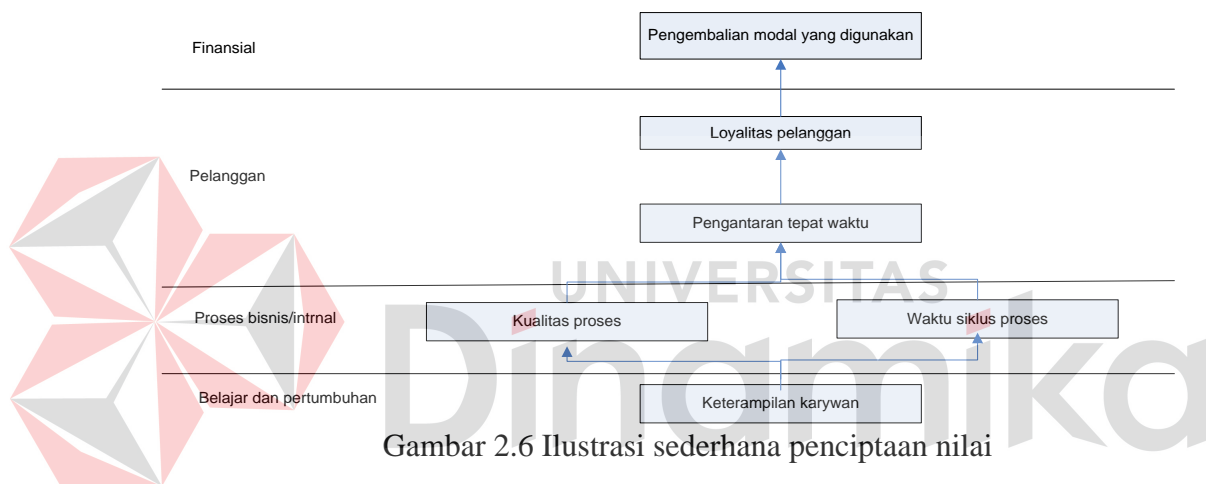 Pengembalian modal yang digunakan
Finansial
Loyalitas pelanggan
Pelanggan
Pengantaran tepat waktu
UNIVERSITAS
Dinamika
Proses bisnis/intrnal
Kualitas proses
Waktu siklus proses
Belajar dan pertumbuhan
Keterampilan karywan
Gambar 2.6 Ilustrasi sederhana penciptaan nilai